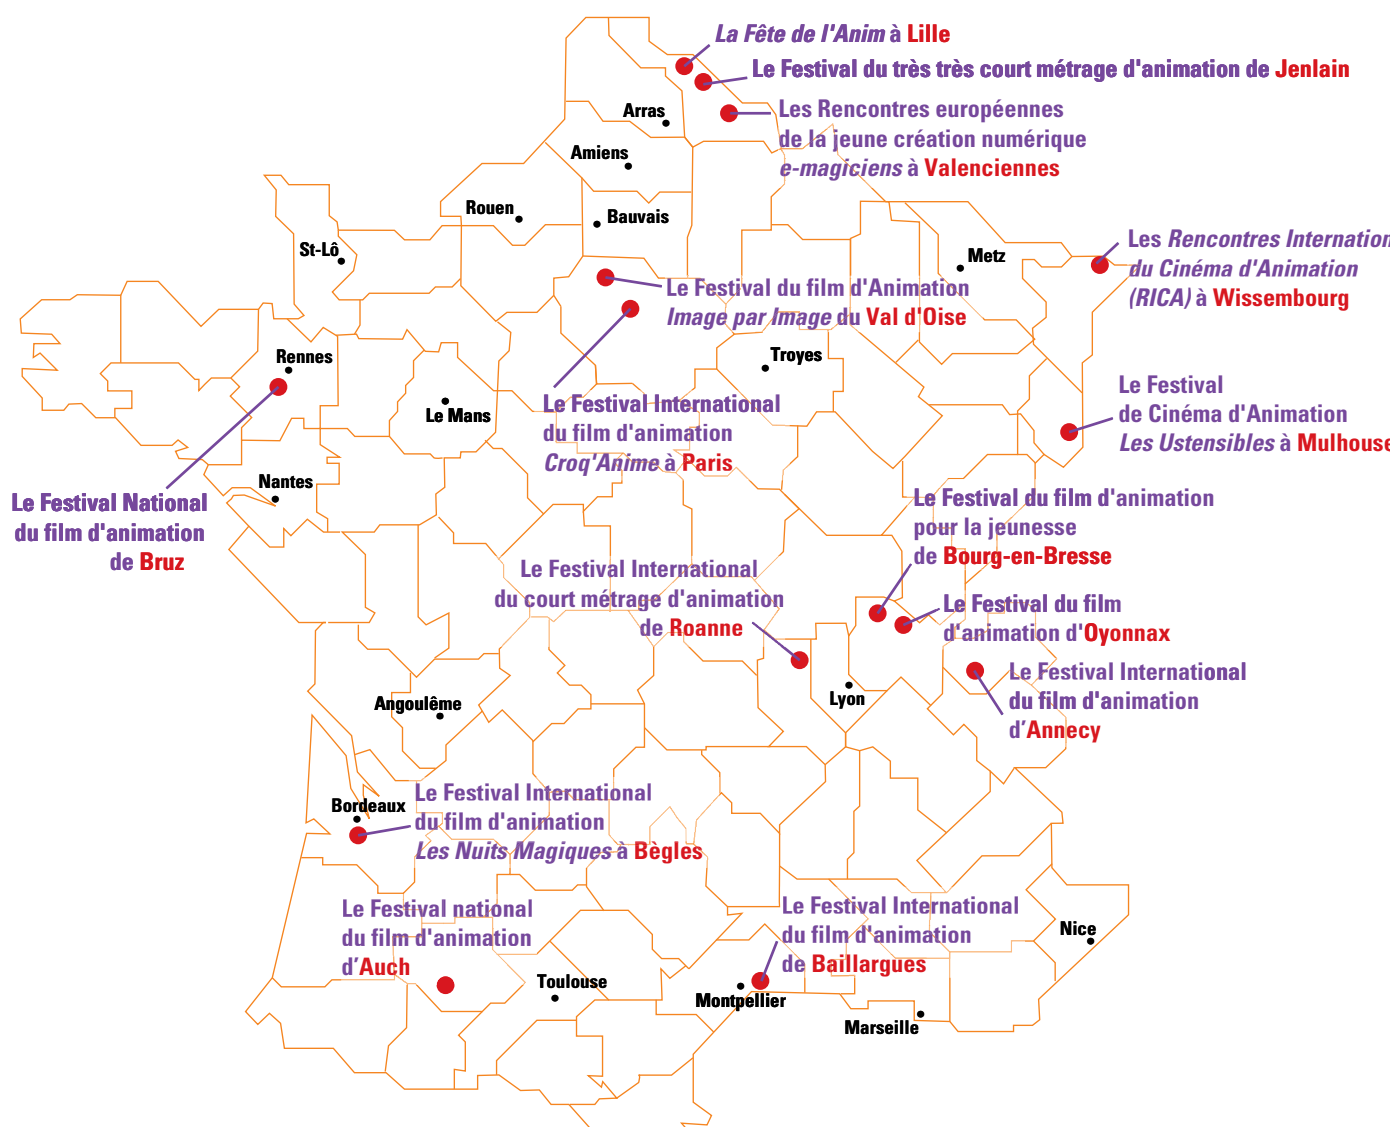 La Fête de l'Anim à Lille
Le Festival du très très court métrage d'animation de Jenlain
Les Rencontres européennes
de la jeune création numérique
e-magiciens à Valenciennes
Arras
Amiens
Rouen
Bauvais
St-Lô
Metz
Les Rencontres Internation
du Cinéma d'Animation
(RICA) à Wissembourg
Le Festival du film d'Animation
Image par Image du Val d'Oise
Rennes
Troyes
Le Mans
Le Festival International
du film d'animation
Croq'Anime à Paris
Le Festival
de Cinéma d'Animation
Les Ustensibles à Mulhouse
Nantes
Le Festival National
du film d'animation
de Bruz
Le Festival du film d'animation
pour la jeunesse
de Bourg-en-Bresse
Le Festival International
du court métrage d'animation
de Roanne
Le Festival du film
d'animation d'Oyonnax
Le Festival International
du film d'animation
d’Annecy
Lyon
Angoulême
Bordeaux
Le Festival International
du film d'animation
Les Nuits Magiques à Bègles
Le Festival national
du film d'animation
d’Auch
Le Festival International
du film d'animation
de Baillargues
Nice
Toulouse
Montpellier
Marseille